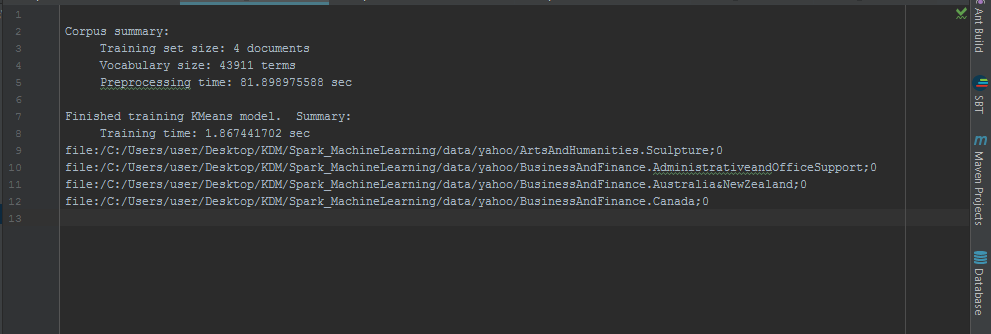 1
2 Corpus summary:
3 Training set size: 4 documents
4 Vocabulary size: 43911 terms
5 Preprocessing time: 81.898975588 sec
6
7 Finished training KMeans model.  Summary:
8 Training time: 1.867441702 sec
9 file:/C:/Users/user/Desktop/KDM/Spark_MachineLearning/data/yahoo/ArtsAndHumanities.Sculpture;0
10 file:/C:/Users/user/Desktop/KDM/Spark_MachineLearning/data/yahoo/BusinessAndFinance.AdministrativeandOfficeSupport;0
11 file:/C:/Users/user/Desktop/KDM/Spark_MachineLearning/data/yahoo/BusinessAndFinance.Australia&NewZealand;0
12 file:/C:/Users/user/Desktop/KDM/Spark_MachineLearning/data/yahoo/BusinessAndFinance.Canada;0
13
Ant Build
SBT
m Maven Projects
Database